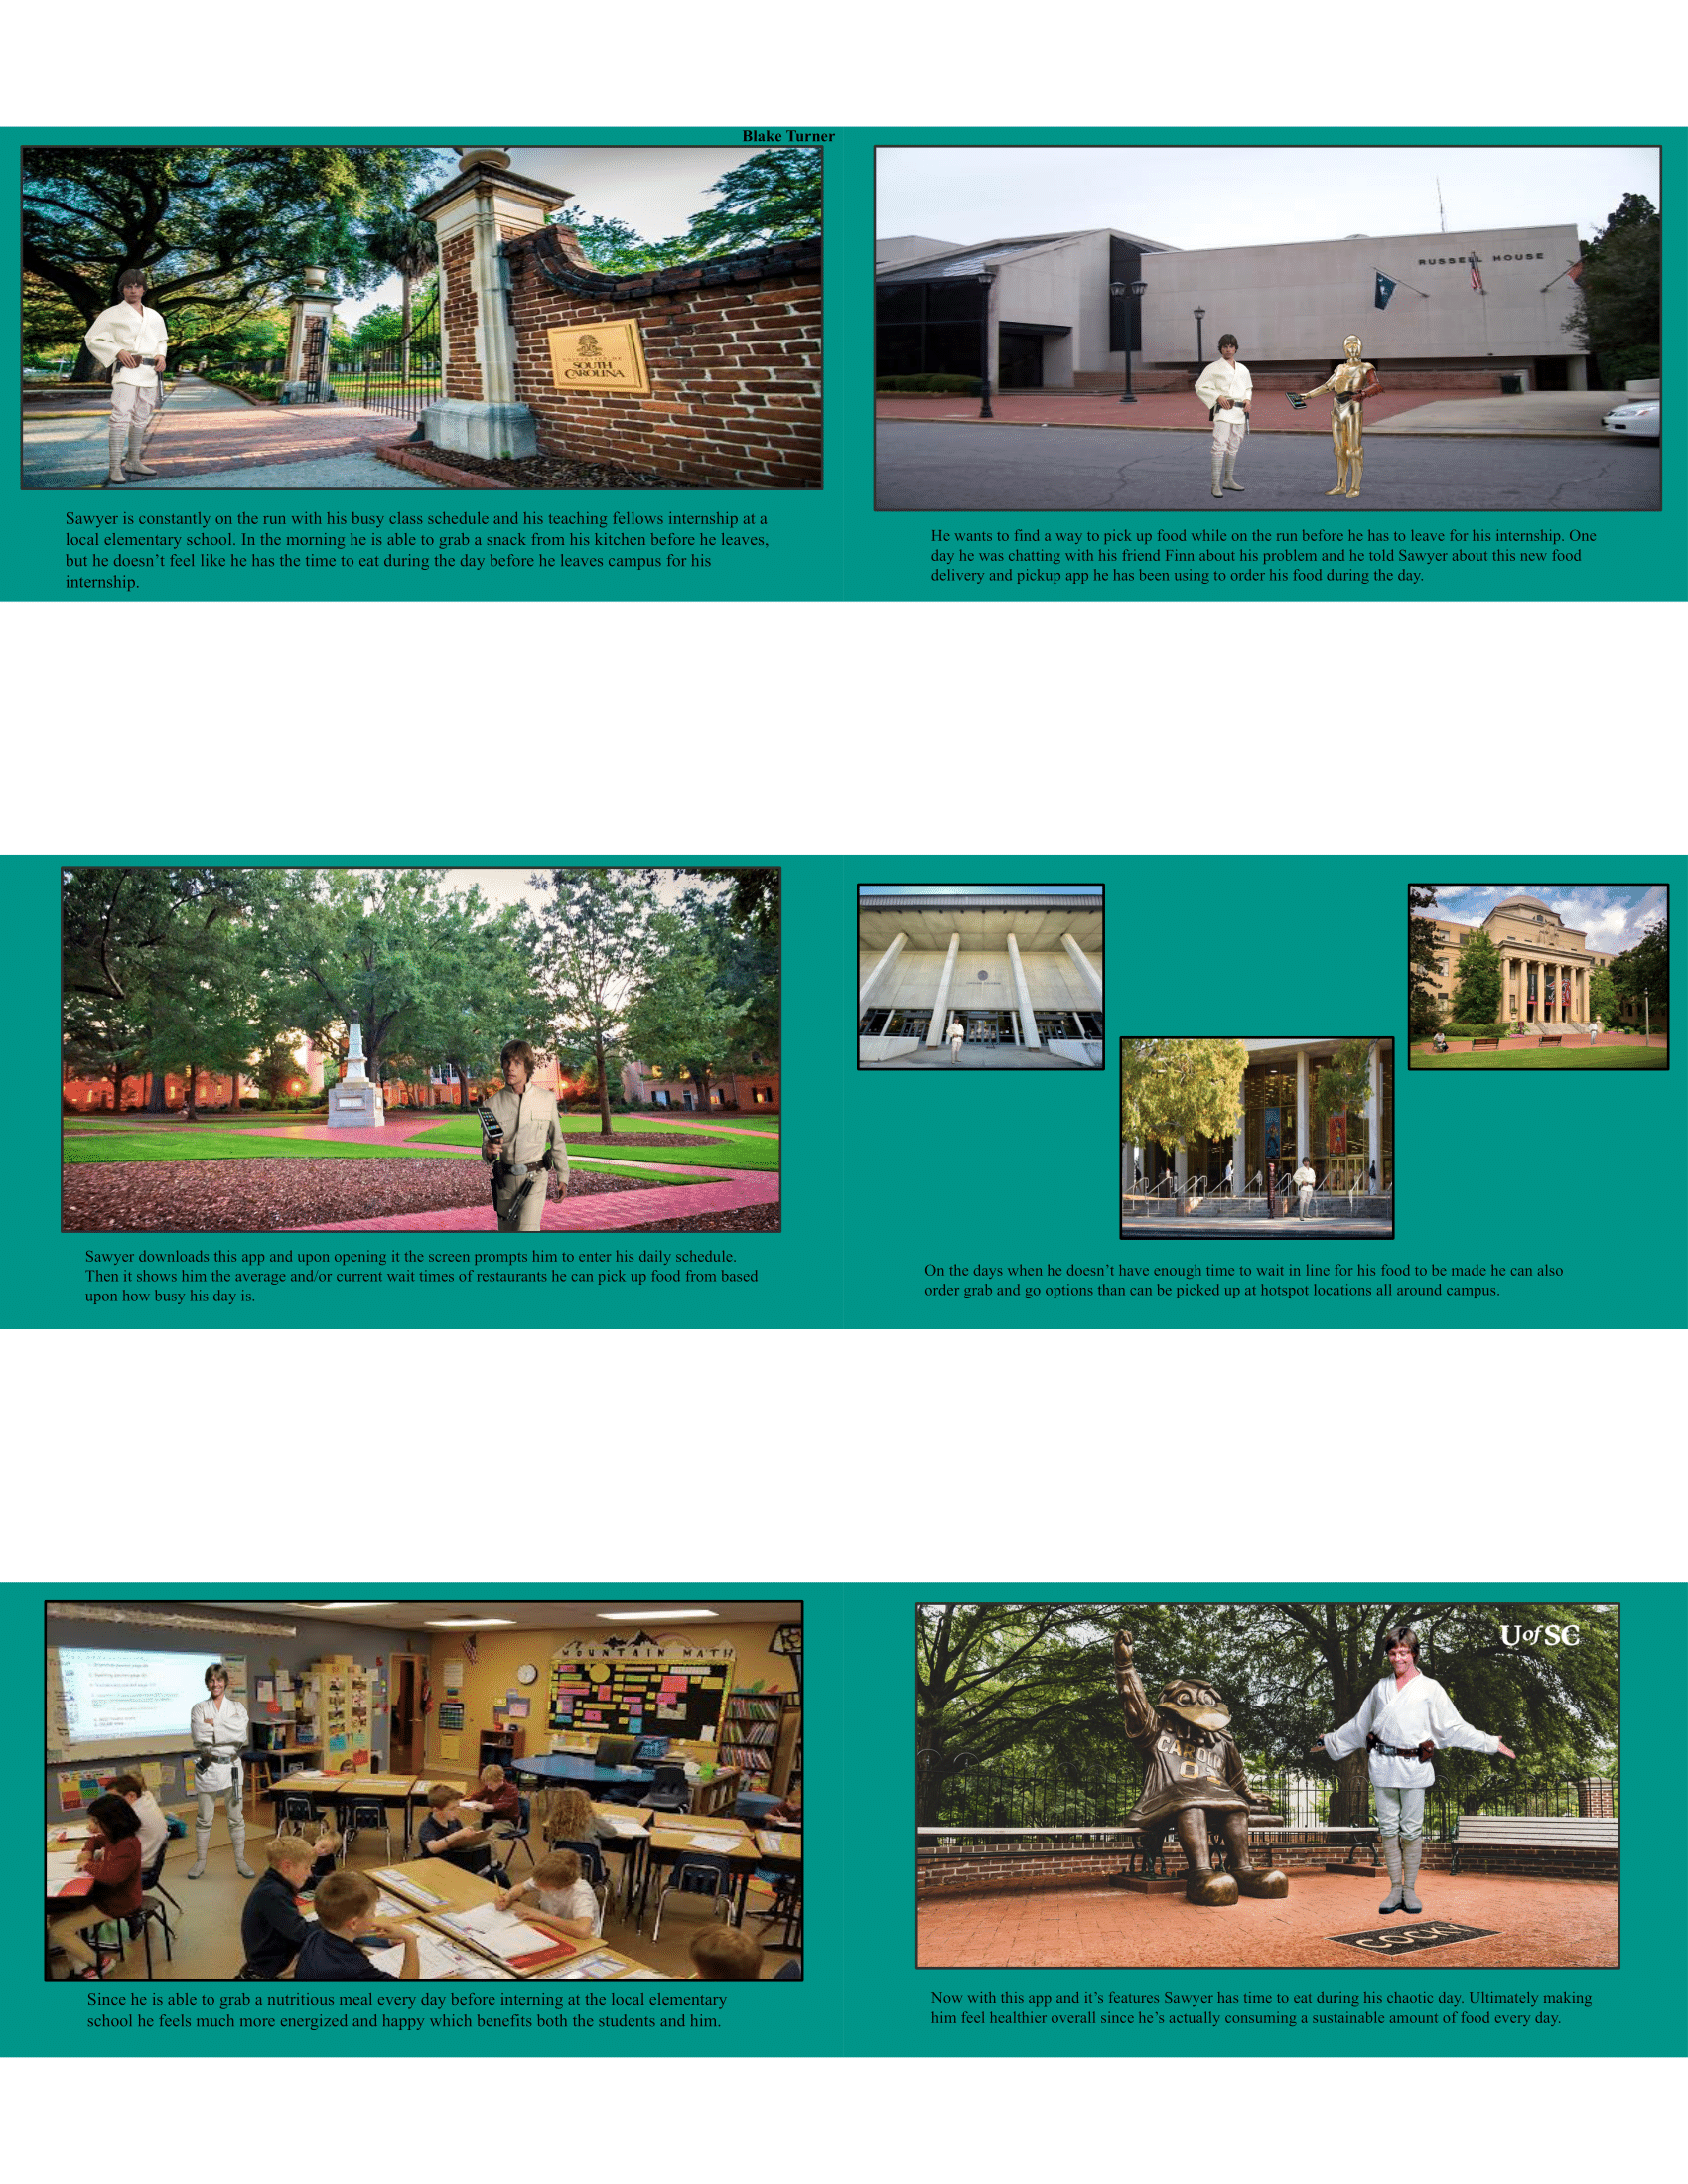 Blake Turner
UNIVERSITY OF
SOUTH
CAROLINA
Sawyer is constantly on the run with his busy class schedule and his teaching fellows internship at a
local elementary school. In the morning he is able to grab a snack from his kitchen before he leaves,
but he doesn’t feel like he has the time to eat during the day before he leaves campus for his
internship.
RUSSELL HOUSE
He wants to find a way to pick up food while on the run before he has to leave for his internship. One
day he was chatting with his friend Finn about his problem and he told Sawyer about this new food
delivery and pickup app he has been using to order his food during the day.
Sawyer downloads this app and upon opening it the screen prompts him to enter his daily schedule.
Then it shows him the average and/or current wait times of restaurants he can pick up food from based
upon how busy his day is.
On the days when he doesn’t have enough time to wait in line for his food to be made he can also
order grab and go options than can be picked up at hotspot locations all around campus.
MOUNTAIN MATH
Since he is able to grab a nutritious meal every day before interning at the local elementary
school he feels much more energized and happy which benefits both the students and him.
UofSC
COCKY
Now with this app and it’s features Sawyer has time to eat during his chaotic day. Ultimately making
him feel healthier overall since he’s actually consuming a sustainable amount of food every day.